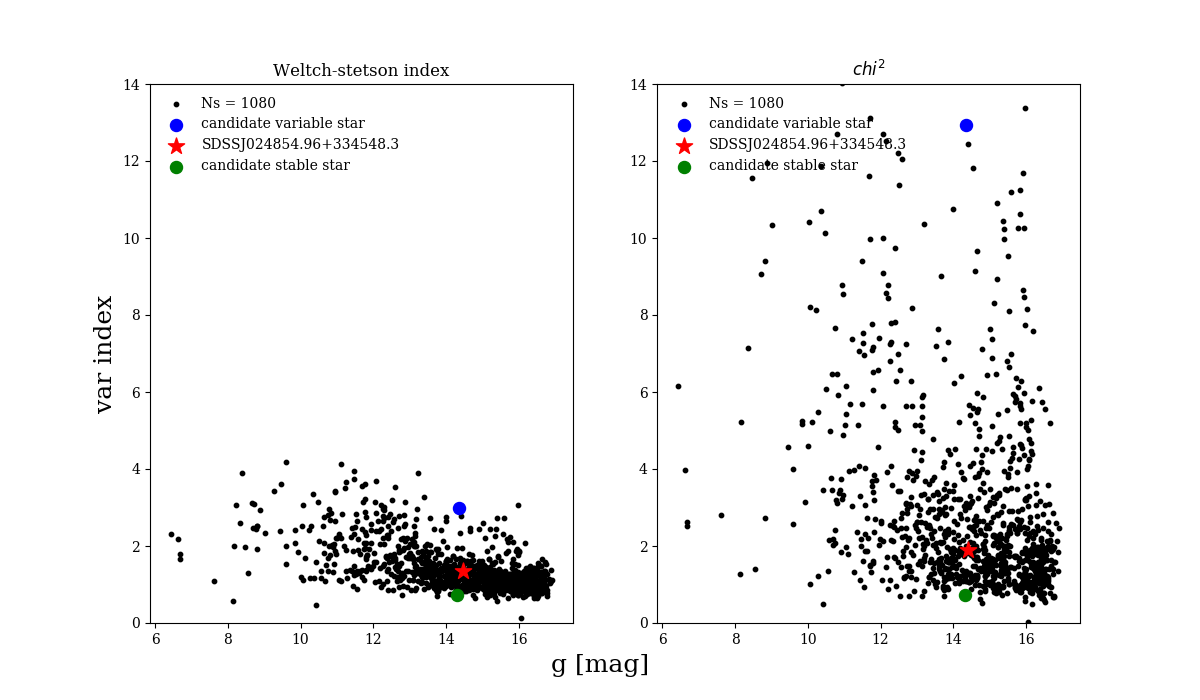 Weltch-stetson index
chi²
14
12
10
8
6
4
2
0
6
8
10
12
14
16
Ns = 1080
candidate variable star
SDSSJ024854.96+334548.3
candidate stable star
14
12
10
8
6
4
2
0
6
8
10
12
14
16
Ns = 1080
candidate variable star
SDSSJ024854.96+334548.3
candidate stable star
var index
g [mag]